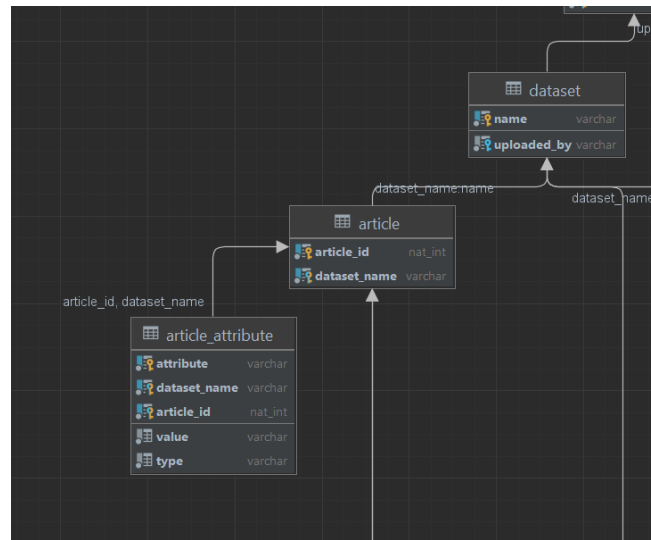 up
dataset
name varchar
uploaded_by varchar
dataset_name:name
dataset_name
article
article_id nat_int
dataset_name varchar
article_id, dataset_name
article_attribute
attribute varchar
dataset_name varchar
article_id nat_int
value varchar
type varchar